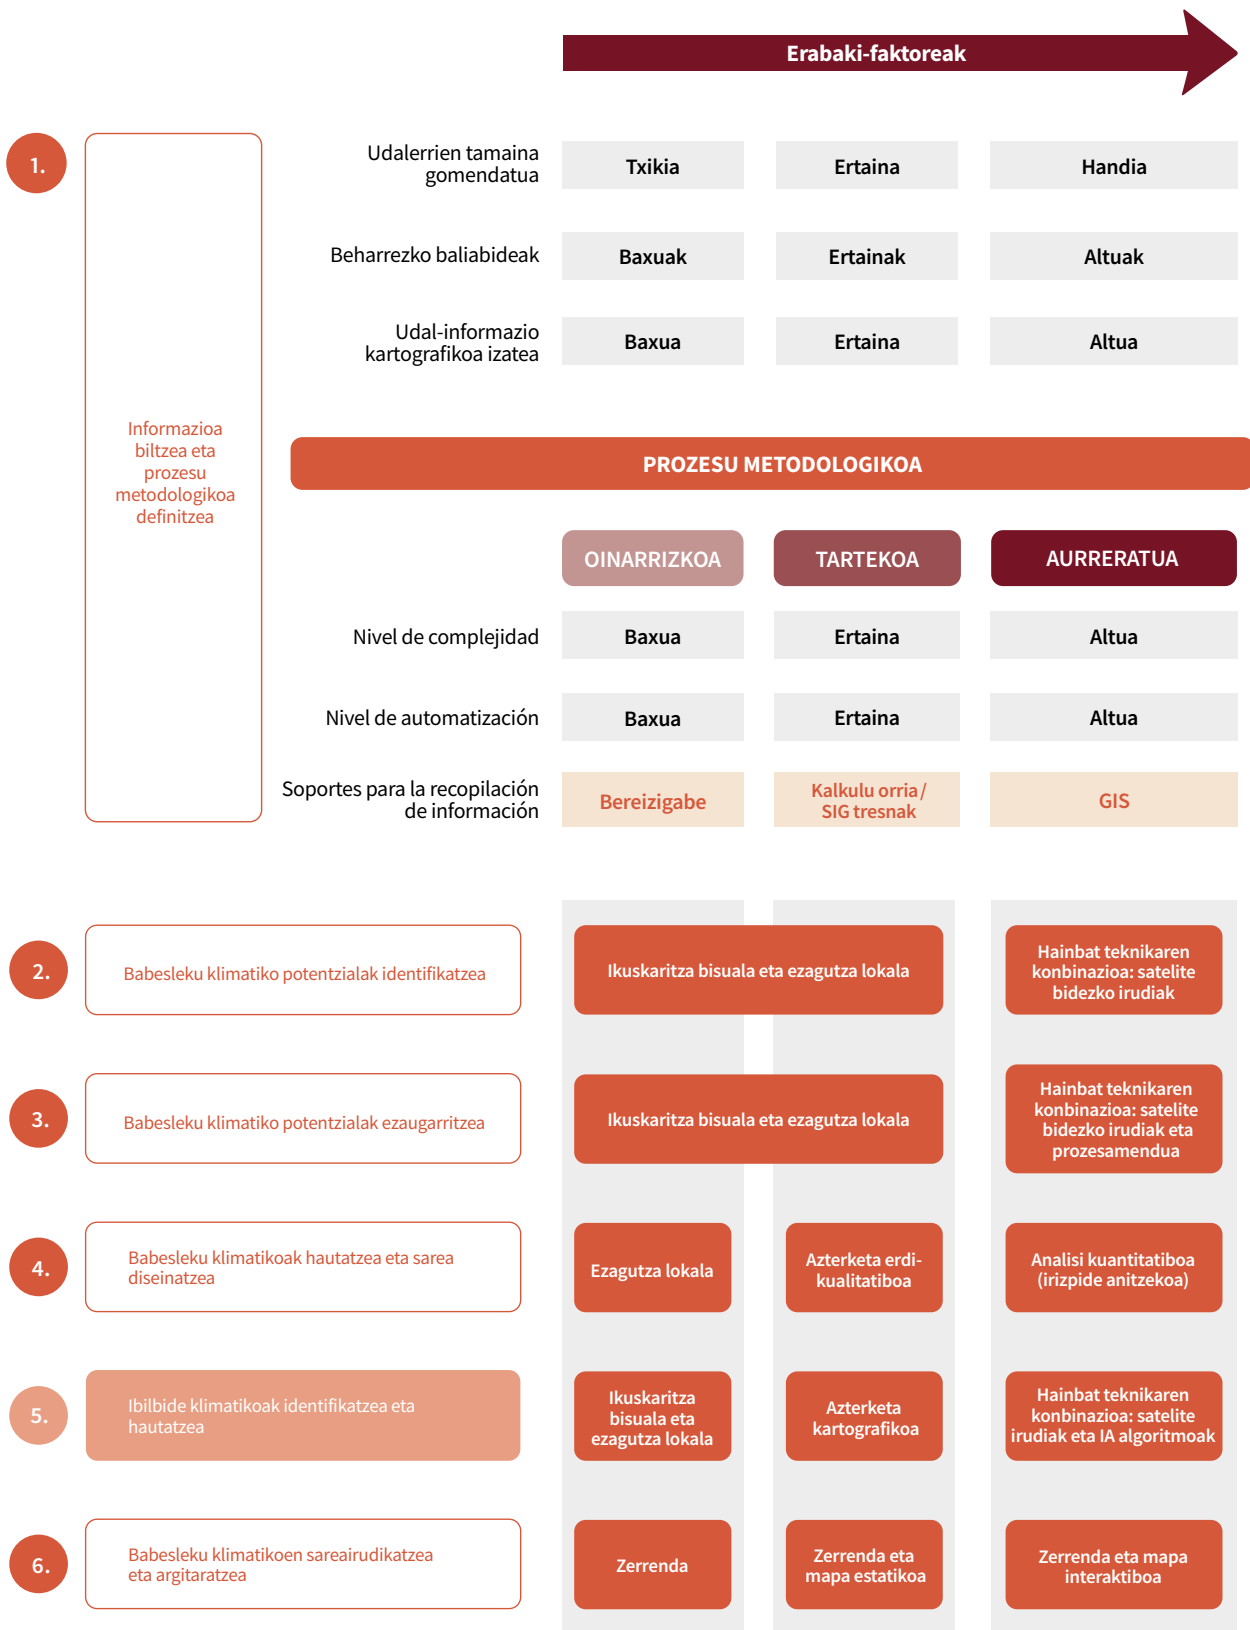 Erabaki-faktoreak
1.
Informazioa
biltzea eta
prozesu
metodologikoa
definitzea
Udalerrien tamaina
gomendatua
Txikia
Ertaina
Handia
Beharrezko baliabideak
Baxuak
Ertainak
Altuak
Udal-informazio
kartografikoa izatea
Baxua
Ertaina
Altua
PROZESU METODOLOGIKOA
OINARRIZKOA
TARTEKOA
AURRERATUA
Nivel de complejidad
Baxua
Ertaina
Altua
Nivel de automatización
Baxua
Ertaina
Altua
Soportes para la recopilación
de información
Bereizigabe
Kalkulu orria/
SIG tresnak
GIS
2.
Babesleku klimatiko potentzialak identifikatzea
Ikuskaritza bisuala eta ezagutza lokala
Hainbat teknikaren
konbinazioa: satelite
bidezko irudiak
3.
Babesleku klimatiko potentzialak ezaugarritzea
Ikuskaritza bisuala eta ezagutza lokala
Hainbat teknikaren
konbinazioa: satelite
bidezko irudiak eta
prozesamendua
4.
Babesleku klimatikoak hautatzea eta sarea
diseinatzea
Ezagutza lokala
Azterketa erdi-
kualitatiboa
Analisi kuantitatiboa
(irizpide anitzekoa)
5.
Ibilbide klimatikoak identifikatzea eta
hautatzea
Ikuskaritza
bisuala eta
ezagutza lokala
Azterketa
kartografikoa
Hainbat teknikaren
konbinazioa: satelite
irudiak eta IA algoritmoak
6.
Babesleku klimatikoen sareairudikatzea
eta argitaratzea
Zerrenda
Zerrenda eta
mapa estatikoa
Zerrenda eta mapa
interaktiboa